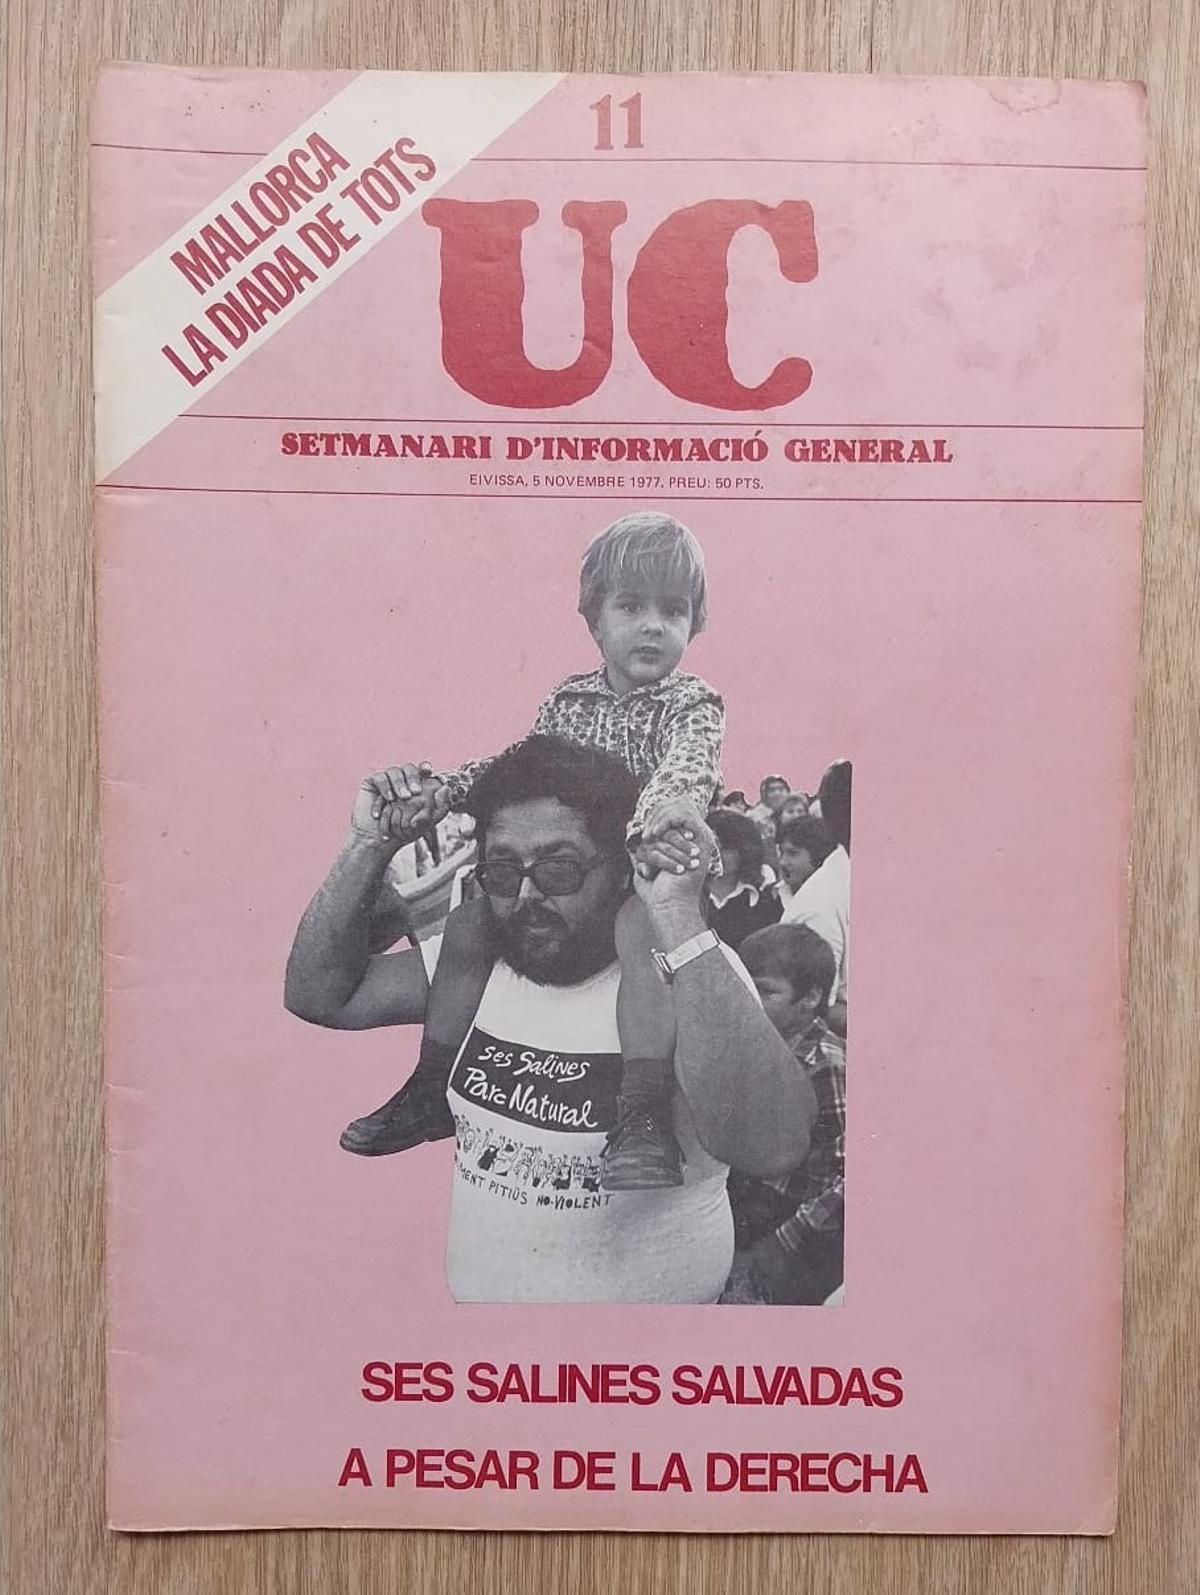 11
MALLORCA
LA DIADA DE TOTS
UC
SETMANARI D'INFORMACIÓ GENERAL
EIVISSA, 5 NOVEMBRE 1977. PREU: 50 PTS.
Ses Salines
Parc Natural
PITIÚS NO-VIOLENT
SES SALINES SALVADAS
A PESAR DE LA DERECHA